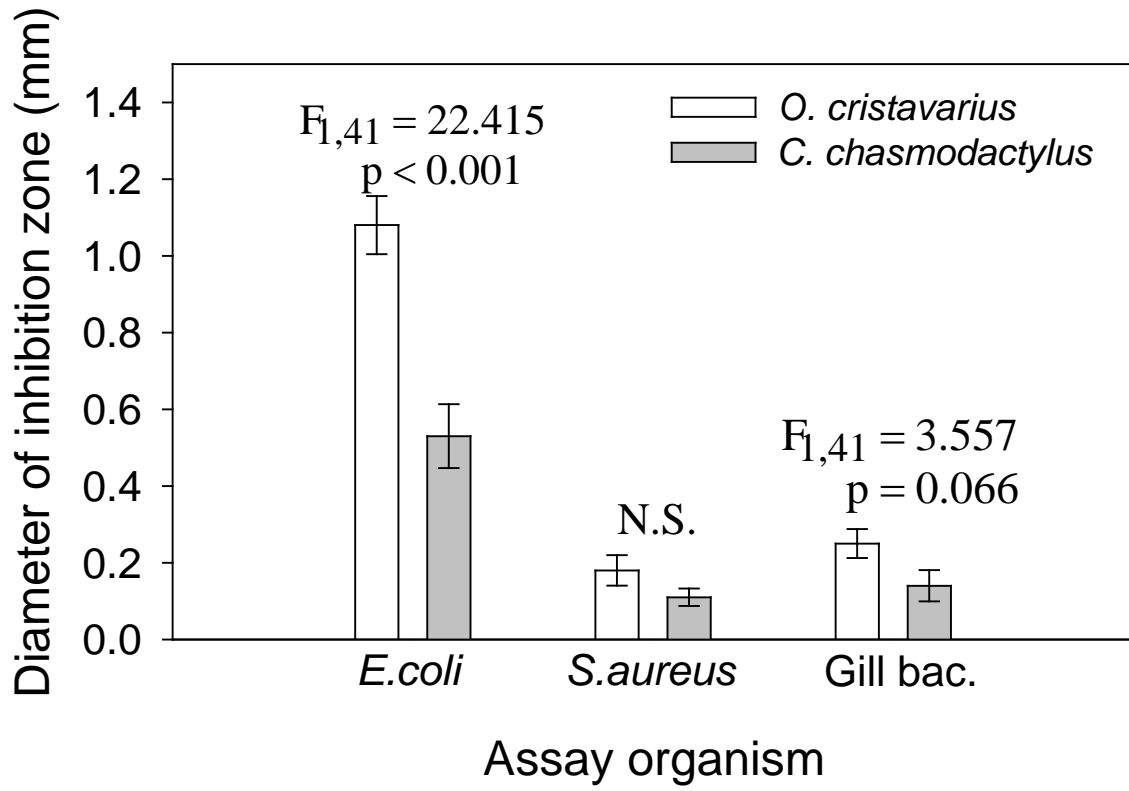 Diameter of inhibition zone (mm)
1.4
1.2
1.0
0.8
0.6
0.4
0.2
0.0
F1,41 = 22.415
p < 0.001
O. cristavarius
C. chasmodactylus
N.S.
F1,41 = 3.557
p = 0.066
E.coli
S.aureus
Gill bac.
Assay organism